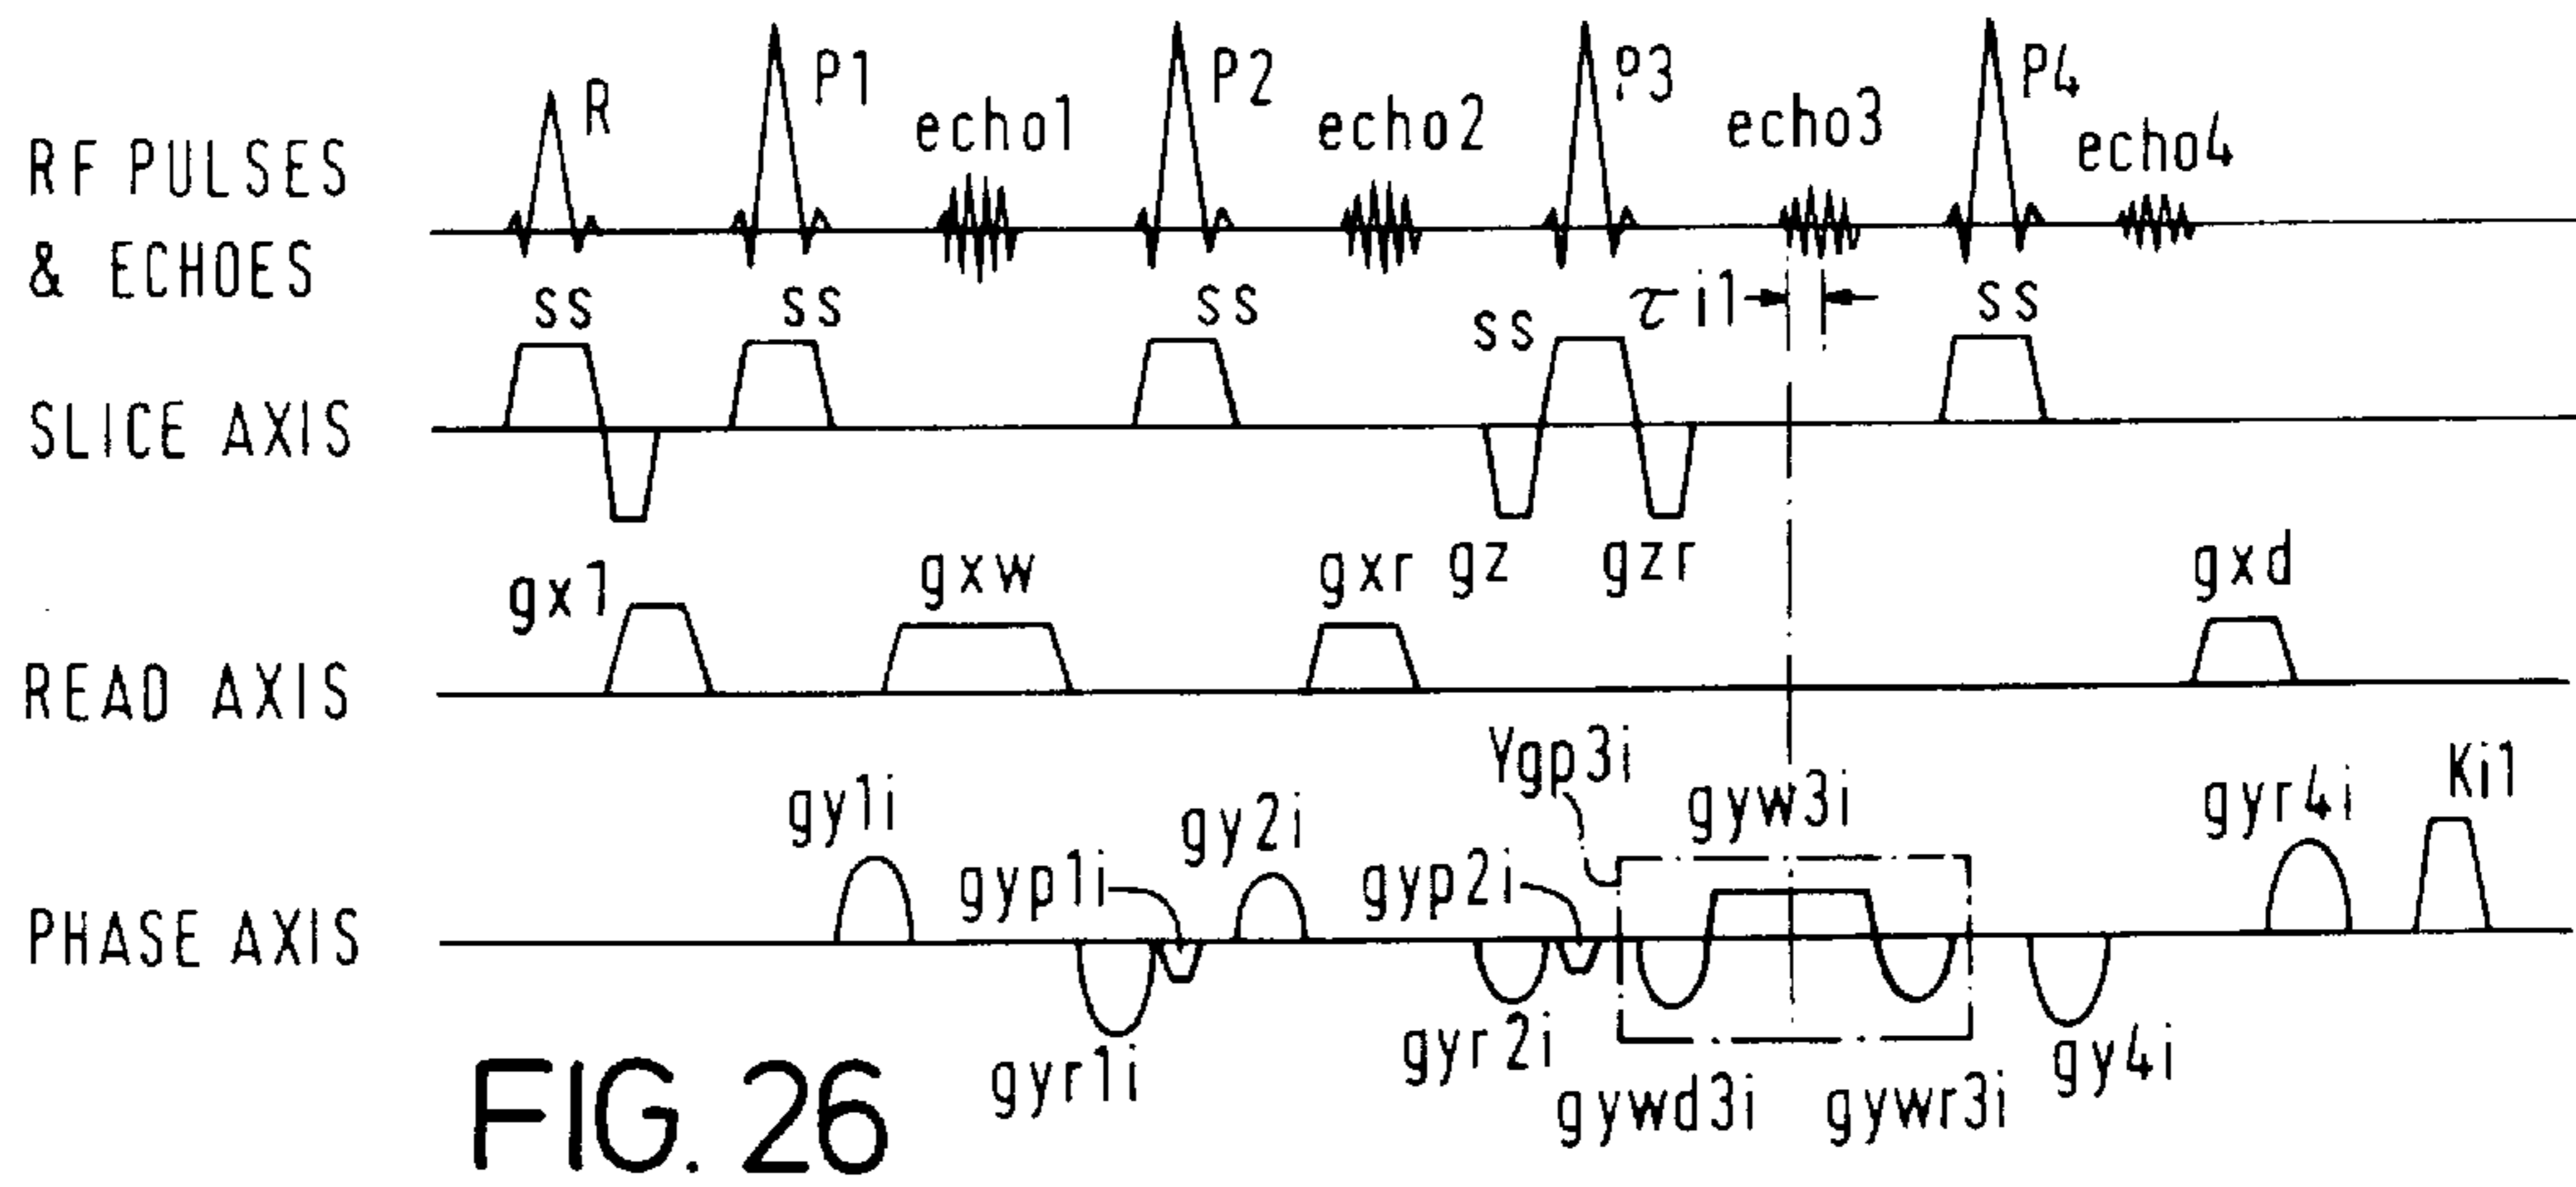 RF PULSES
& ECHOES
R
P1
echo1
P2
echo2
P3
echo3
P4
echo4
τi1
SLICE AXIS
ss
ss
ss
ss
ss
gz
gzr
READ AXIS
gx1
gxw
gxr
gxd
PHASE AXIS
gy1i
gyr1i
gyp1i
gy2i
gyr2i
gyp2i
Ygp3i
gyw3i
gywd3i
gywr3i
gy4i
gyr4i
Ki1
FIG. 26